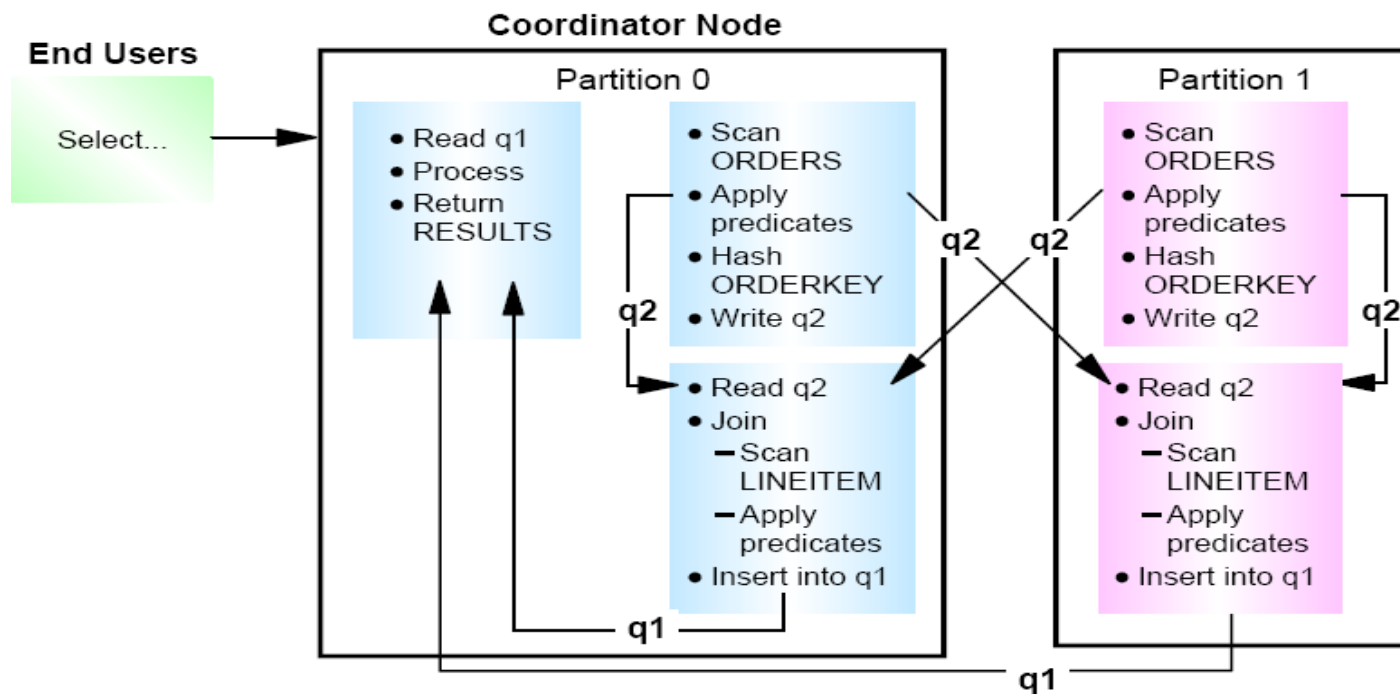 Coordinator Node
End Users
Select...
Partition 0
• Read q1
• Process
• Return
RESULTS
• Scan
ORDERS
• Apply
predicates
• Hash
ORDERKEY
• Write q2
q2
• Read q2
• Join
– Scan
LINEITEM
– Apply
predicates
• Insert into q1
q1
q2
q2
Partition 1
• Scan
ORDERS
• Apply
predicates
• Hash
ORDERKEY
• Write q2
q2
• Read q2
• Join
– Scan
LINEITEM
– Apply
predicates
• Insert into q1
q1